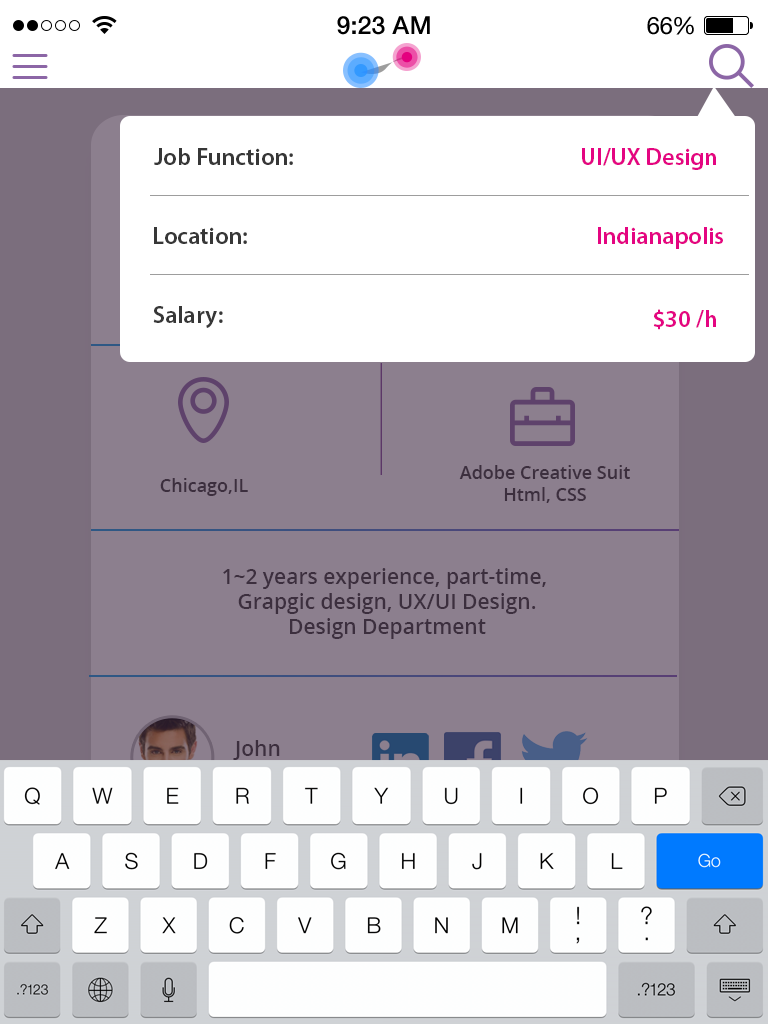 9:23 AM
66%
Job Function: UI/UX Design
Location: Indianapolis
Salary: $30 /h
Chicago,IL
Adobe Creative Suit
Html, CSS
1~2 years experience, part-time,
Grapgic design, UX/UI Design.
Design Department
John
in f
Q W E R T Y U I O P
A S D F G H J K L Go
Z X C V B N M ! , ? .
.?123 .?123